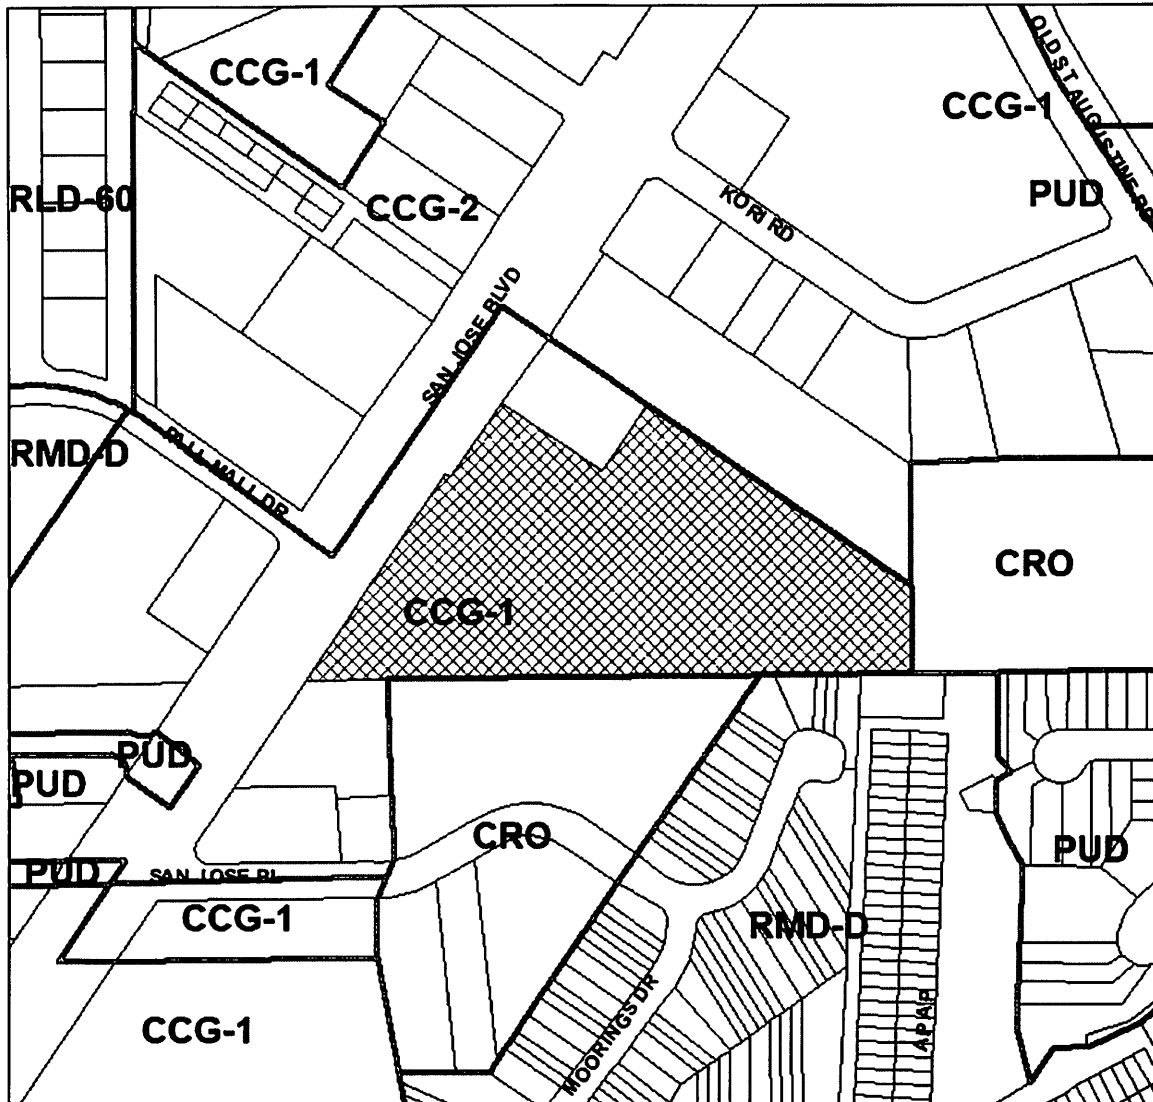 CCG-1
CCG-1
OLD ST AUGUSTINE RD
RLD-60
CCG-2
PUD
KORI RD
SAN JOSE BLVD
RMD-D
PALL MALL DR
CRO
CCG-1
PUD
PUD
CRO
PUD
PUD
SAN JOSE PL
CCG-1
RMD-D
MOORINGS DR
CCG-1